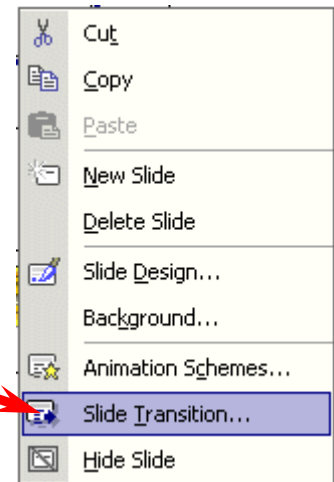 Cut
Copy
Paste
New Slide
Delete Slide
Slide Design...
Background...
Animation Schemes...
Slide Transition...
Hide Slide